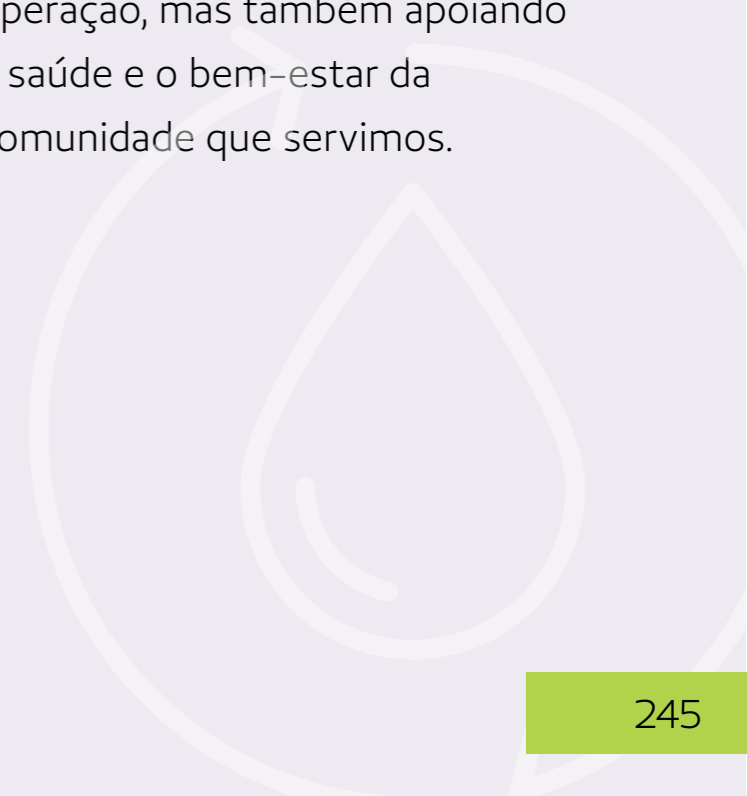 peração, mas também apoiando
saúde e o bem-estar da
omunidade que servimos.
245